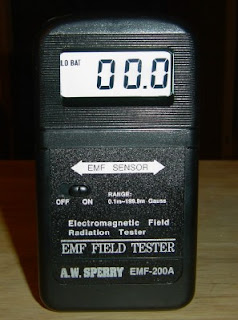 LO BAT
00.0
EMF SENSOR
OFF ON
RANGE:
0.1m~199.9m Gauss
Electromagnetic Field
Radiation Tester
EMF FIELD TESTER
A.W. SPERRY EMF-200A